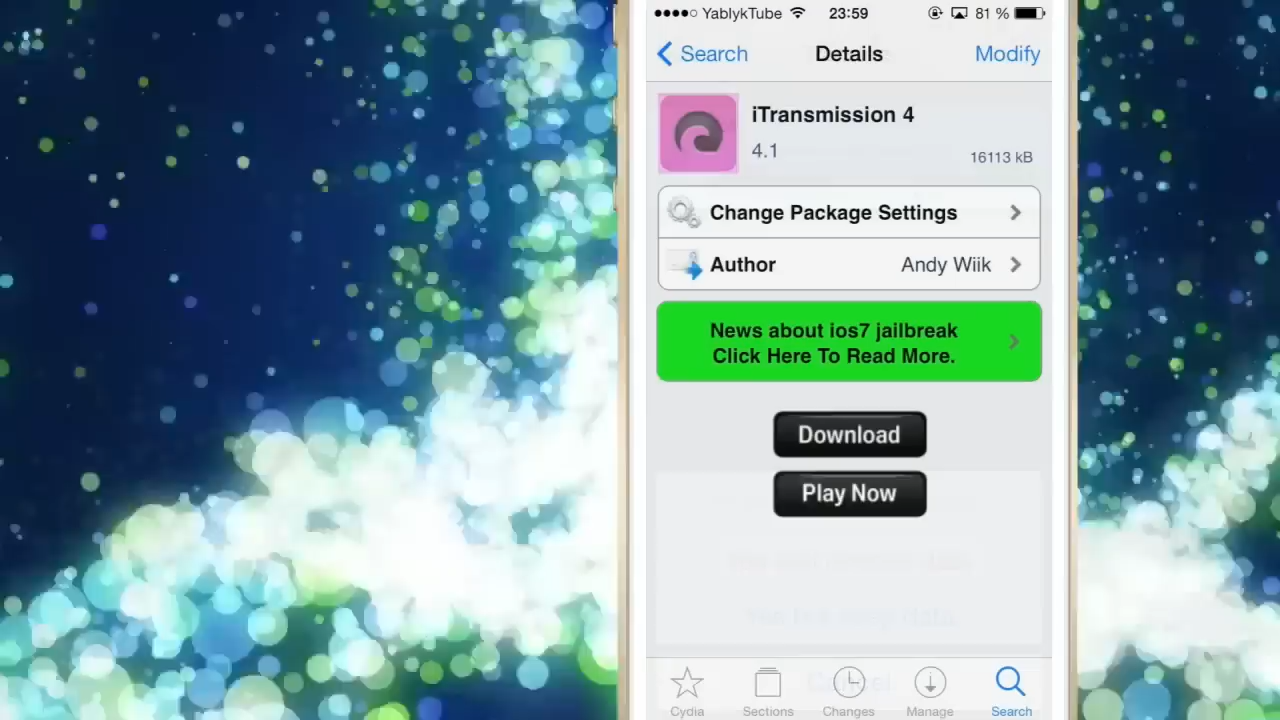 YablykTube 23:59 81 %
Search Details Modify
iTransmission 4
4.1 16113 kB
Change Package Settings
Author Andy Wiik
News about ios7 jailbreak
Click Here To Read More.
Download
Play Now
Cancel
Cydia Sections Changes Manage Search